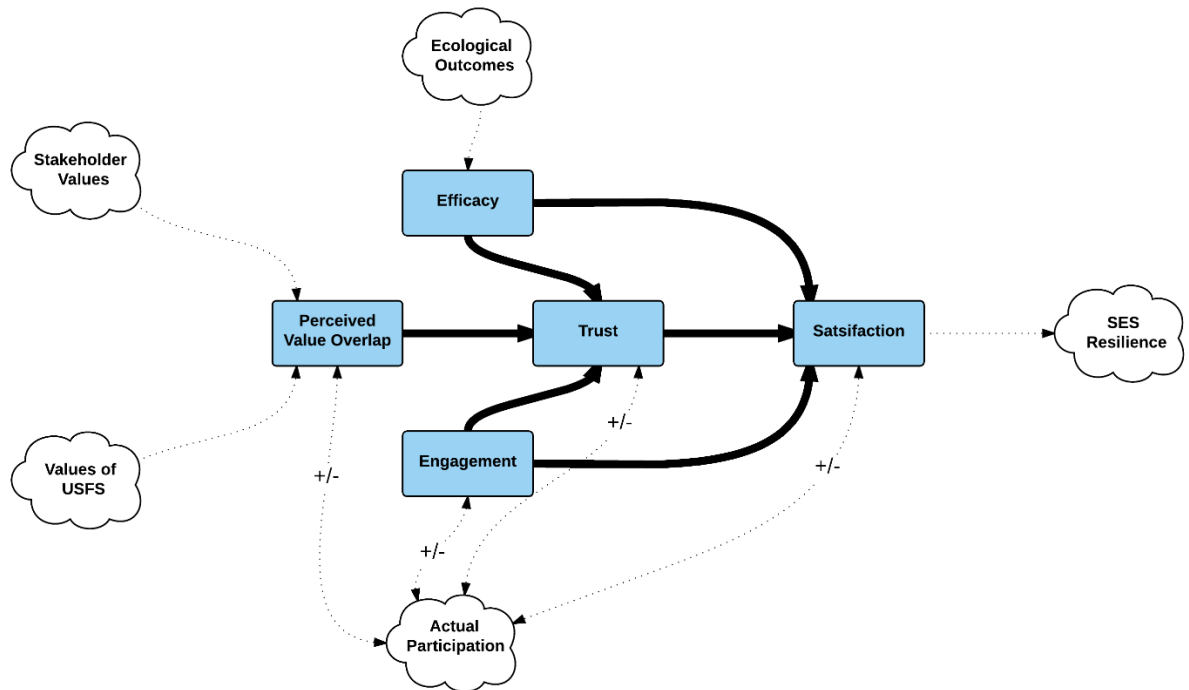 Ecological
Outcomes
Stakeholder
Values
Efficacy
Perceived
Value Overlap
Trust
Satsifaction
SES
Resilience
+/-
Values of
USFS
Engagement
+/-
+/-
+/-
Actual
Participation